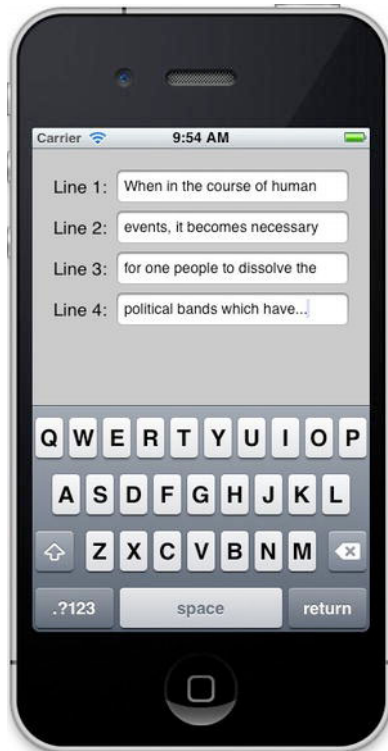 Carrier 9:54 AM
Line 1: When in the course of human
Line 2: events, it becomes necessary
Line 3: for one people to dissolve the
Line 4: political bands which have...
Q W E R T Y U I O P
A S D F G H J K L
Z X C V B N M
.?123 space return